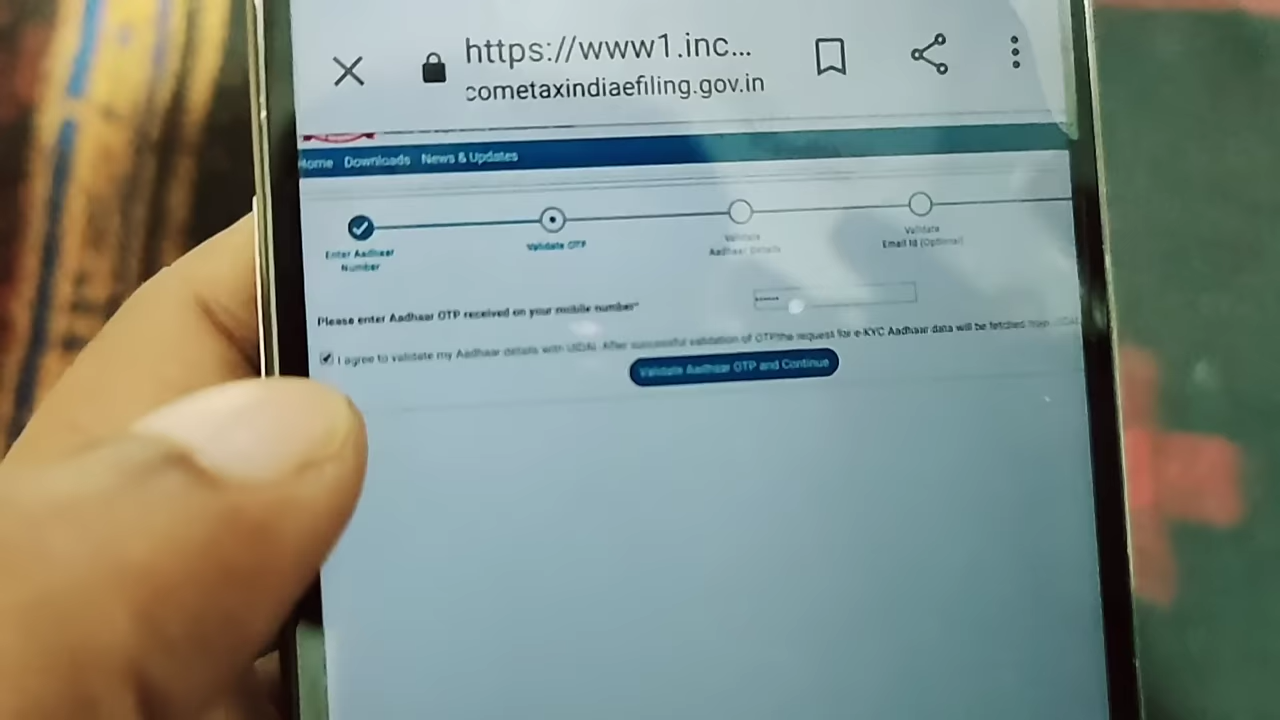 https://www1.inc...
cometaxindiaefiling.gov.in
Home Downloads News & Updates
Enter Aadhaar
Number
Validate OTP
Validate
Aadhaar Details
Validate
Email Id (Optional)
Please enter Aadhaar OTP received on your mobile number*
I agree to validate my Aadhaar details with UIDAI. After successful validation of OTP the request for e-KYC Aadhaar data will be fetched from
Validate Aadhaar OTP and Continue